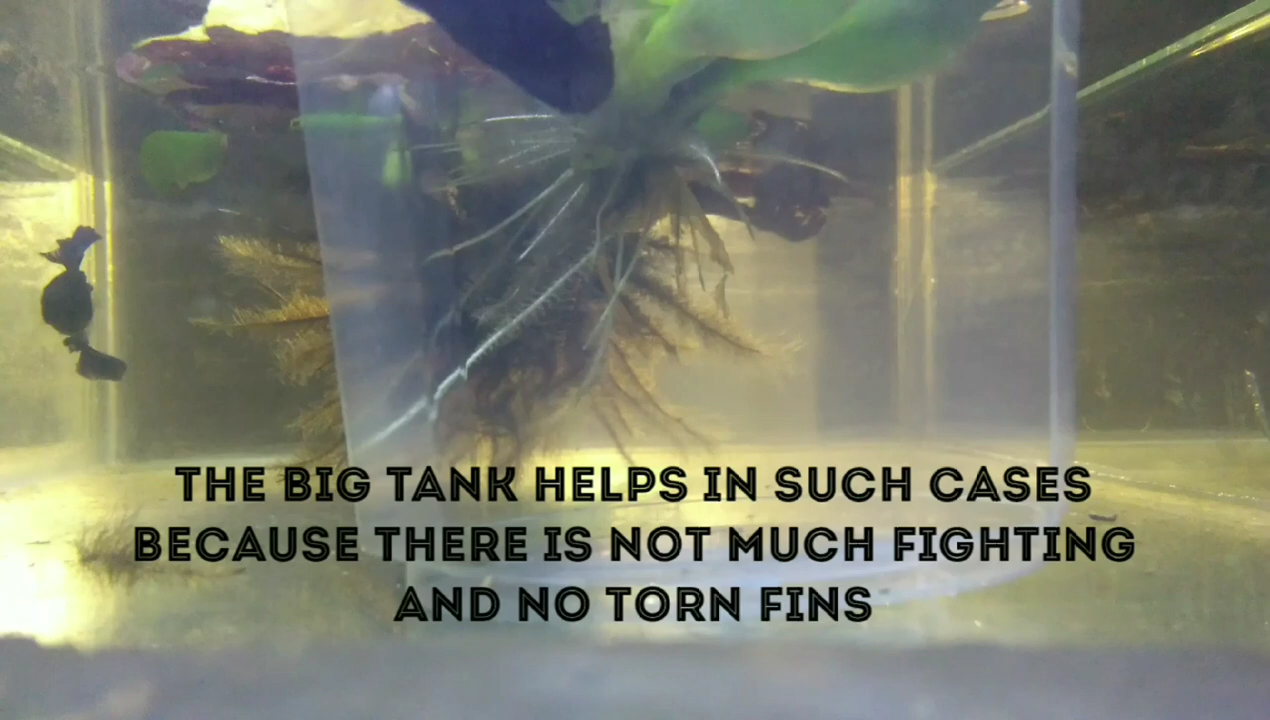 THE BIG TANK HELPS IN SUCH CASES
BECAUSE THERE IS NOT MUCH FIGHTING
AND NO TORN FINS